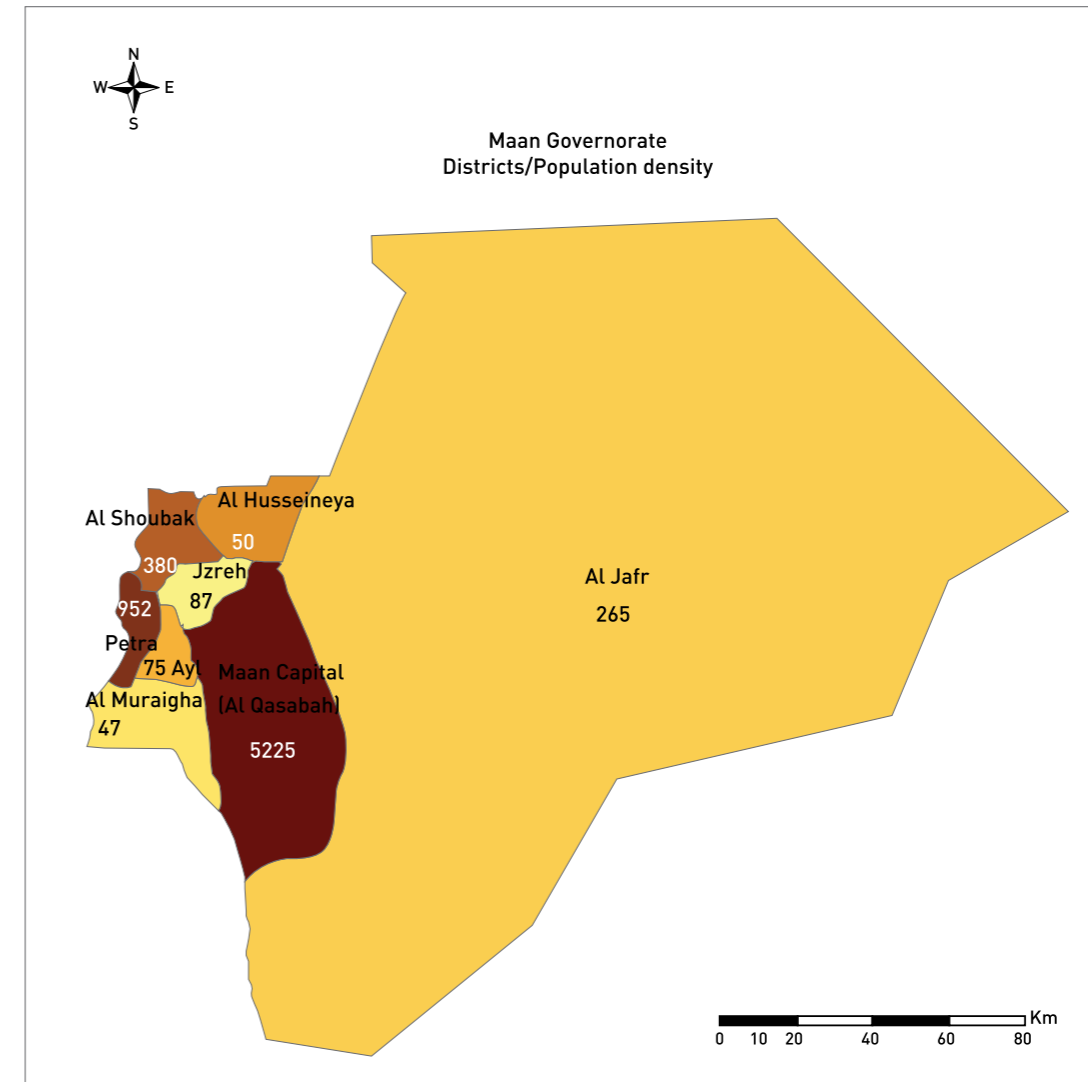 N
W E
S
Maan Governorate
Districts/Population density
Al Husseineya
50
Al Shoubak
380
Jzreh
87
952
Petra
75 Ayl
Al Muraigha
47
Maan Capital
(Al Qasabah)
5225
Al Jafr
265
Km
0 10 20 40 60 80